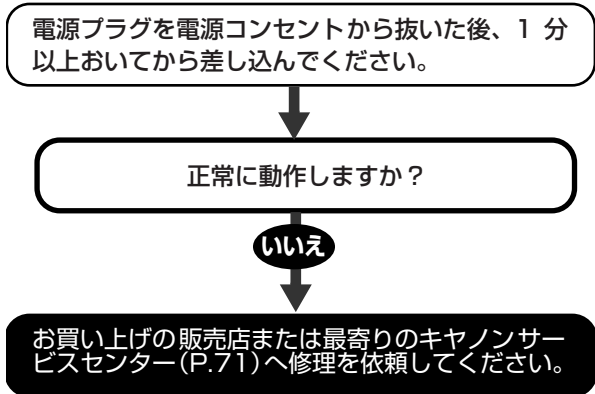 電源プラグを電源コンセントから抜いた後、1 分
以上おいてから差し込んでください。
正常に動作しますか？
いいえ
お買い上げの販売店または最寄りのキヤノンサー
ビスセンター（P.71）へ修理を依頼してください。